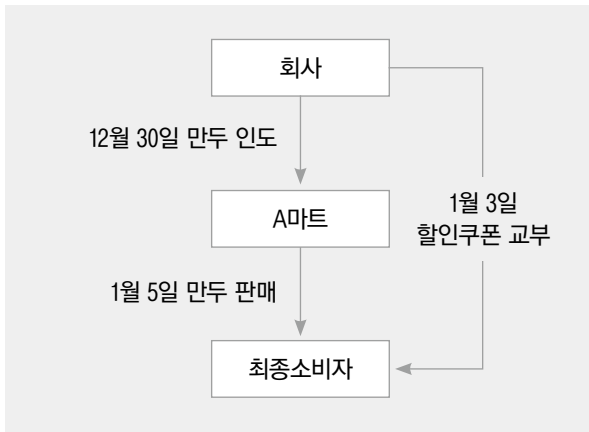 회사
12월 30일 만두 인도
A마트
1월 3일
할인쿠폰 교부
1월 5일 만두 판매
최종소비자